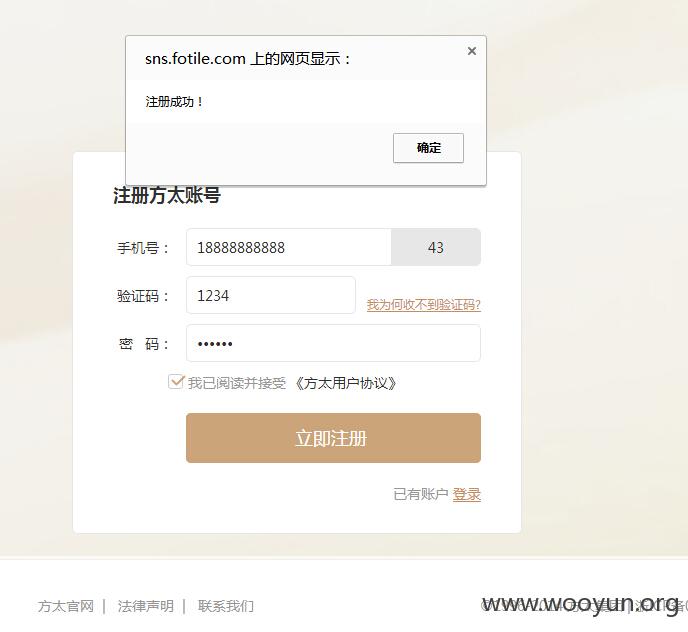 sns.fotile.com 上的网页显示：
注册成功！
确定
注册方太账号
手机号： 18888888888 43
验证码： 1234 我为何收不到验证码?
密 码： ••••••
我已阅读并接受 《方太用户协议》
立即注册
已有账户 登录
方太官网 | 法律声明 | 联系我们
www.wooyun.org